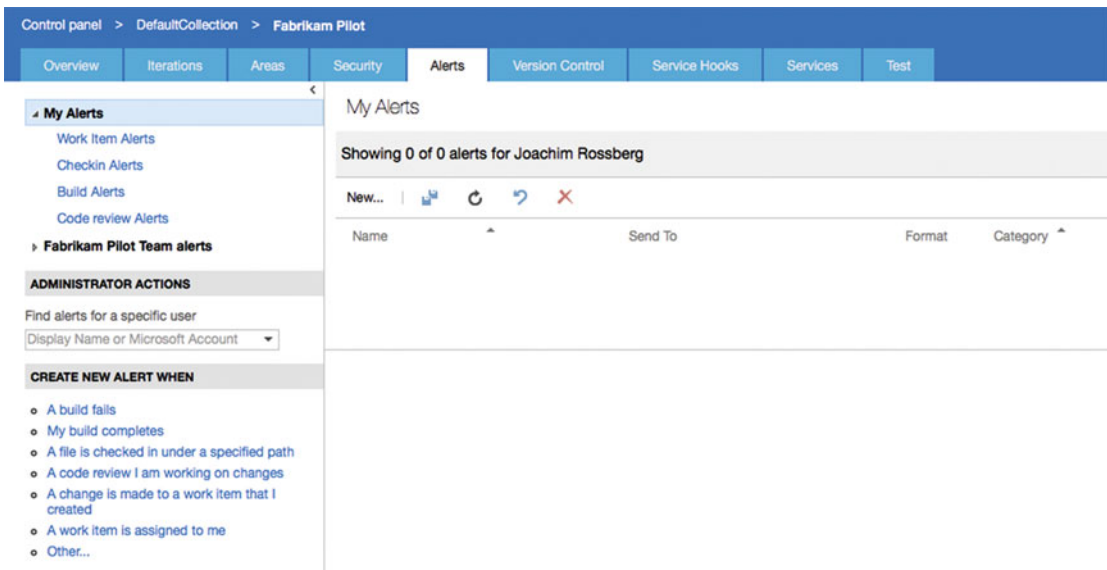 Control panel > DefaultCollection > Fabrikam Pilot
Overview Iterations Areas Security Alerts Version Control Service Hooks Services Test
My Alerts
Work Item Alerts
Checkin Alerts
Build Alerts
Code review Alerts
Fabrikam Pilot Team alerts
ADMINISTRATOR ACTIONS
Find alerts for a specific user
Display Name or Microsoft Account
CREATE NEW ALERT WHEN
A build fails
My build completes
A file is checked in under a specified path
A code review I am working on changes
A change is made to a work item that I
created
A work item is assigned to me
Other...
My Alerts
Showing 0 of 0 alerts for Joachim Rossberg
New...
Name Send To Format Category